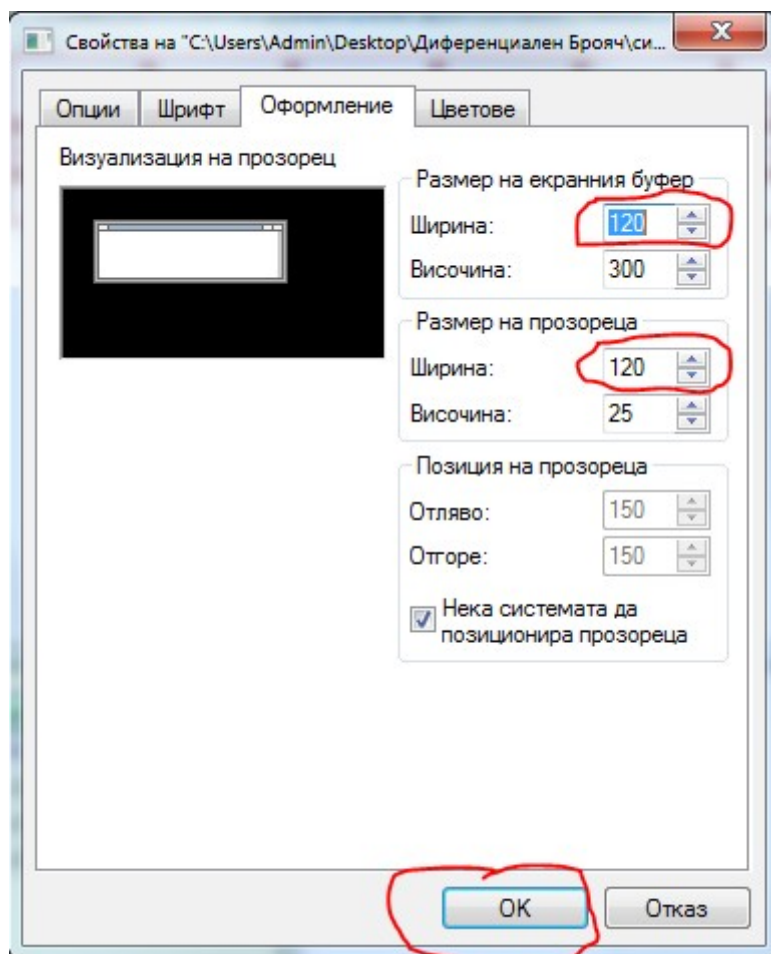 Свойства на "C:\Users\Admin\Desktop\Диференциален Брояч\си...
Опции Шрифт Оформление Цветове
Визуализация на прозорец
Размер на екранния буфер
Ширина: 120
Височина: 300
Размер на прозореца
Ширина: 120
Височина: 25
Позиция на прозореца
Отляво: 150
Отгоре: 150
Нека системата да
позиционира прозореца
OK Отказ